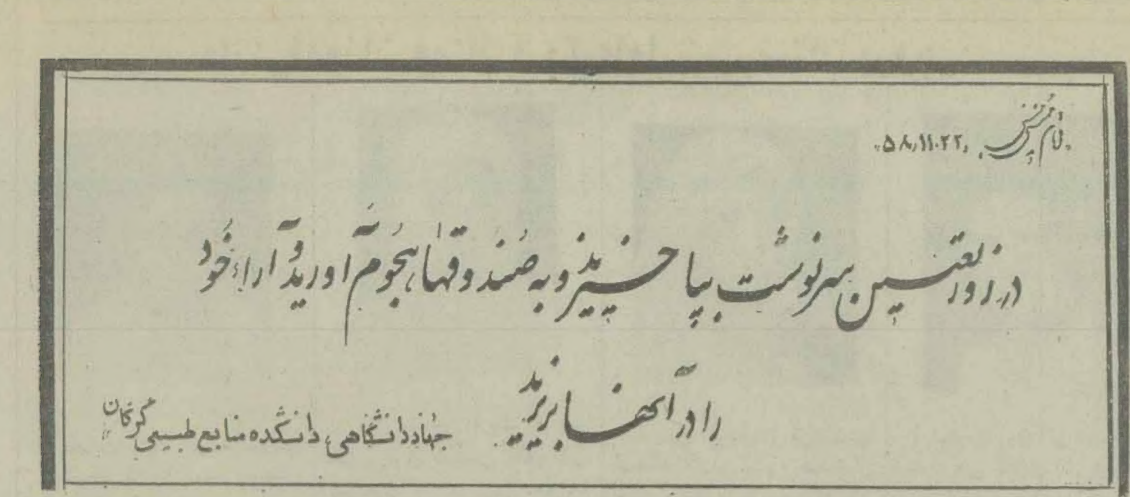 امام خمینی، ۵۸٫۱۱٫۲۲
در روز تعیین سرنوشت بپا خیزید و به صندوقها هجوم آورید و آراء خود
را در آنها بریزید
جهاد دانشگاهی دانشکده منابع طبیعی گرگان